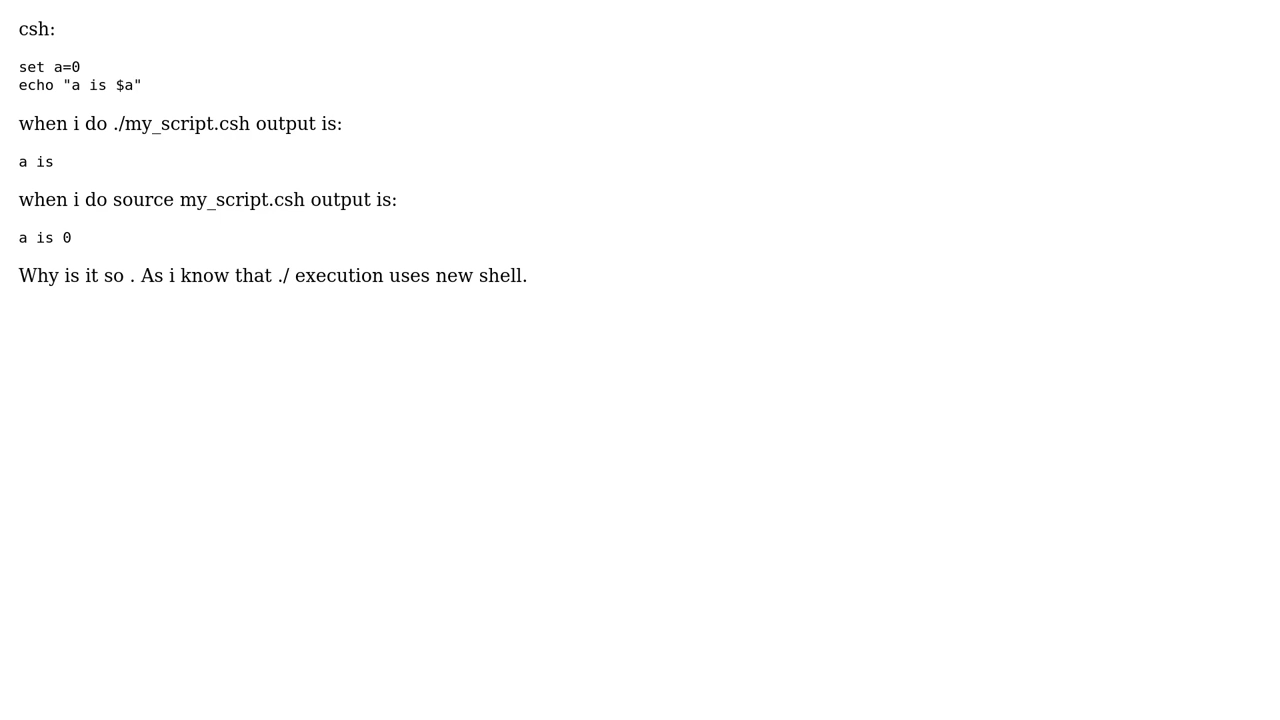 csh:
set a=0
echo "a is $a"
when i do ./my_script.csh output is:
a is
when i do source my_script.csh output is:
a is 0
Why is it so . As i know that ./ execution uses new shell.